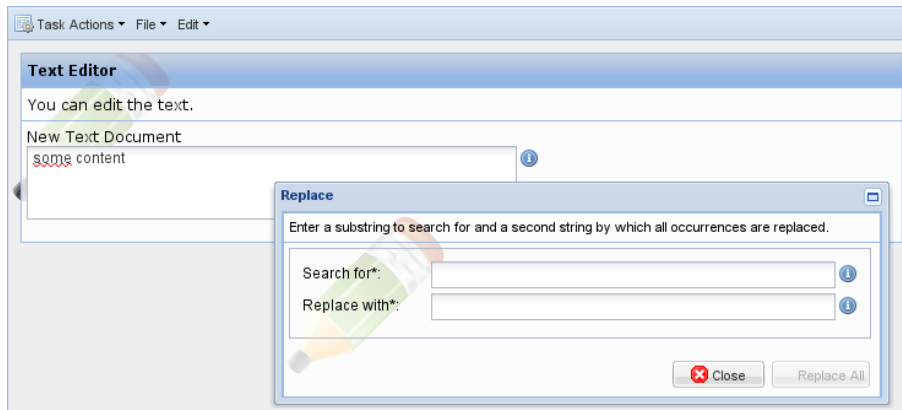 Task Actions File Edit
Text Editor
You can edit the text.
New Text Document
some content
Replace
Enter a substring to search for and a second string by which all occurrences are replaced.
Search for*:
Replace with*:
Close Replace All